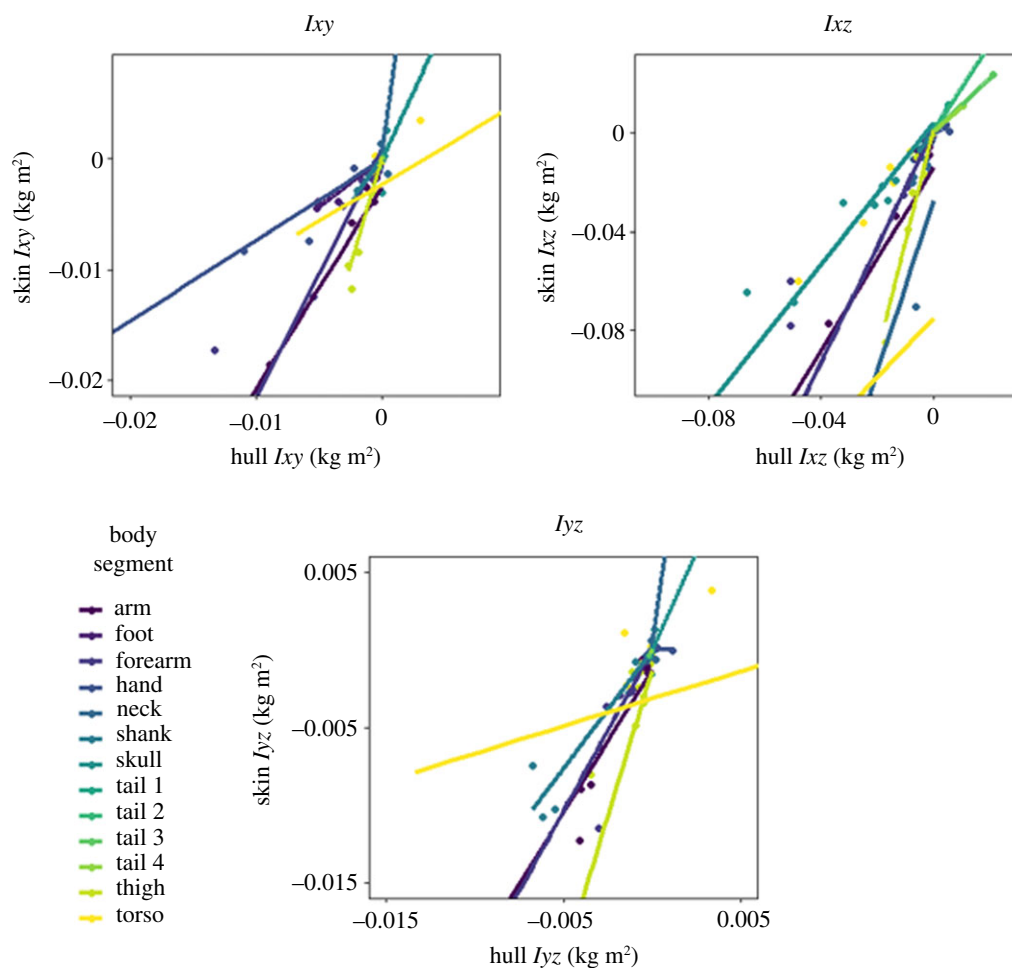 Ixy
0
−0.01
−0.02
skin Ixy (kg m²)
−0.02
−0.01
0
hull Ixy (kg m²)
Ixz
0
−0.04
−0.08
skin Ixz (kg m²)
−0.08
−0.04
0
hull Ixz (kg m²)
body
segment
arm
foot
forearm
hand
neck
shank
skull
tail 1
tail 2
tail 3
tail 4
thigh
torso
Iyz
0.005
−0.005
−0.015
skin Iyz (kg m²)
−0.015
−0.005
0.005
hull Iyz (kg m²)